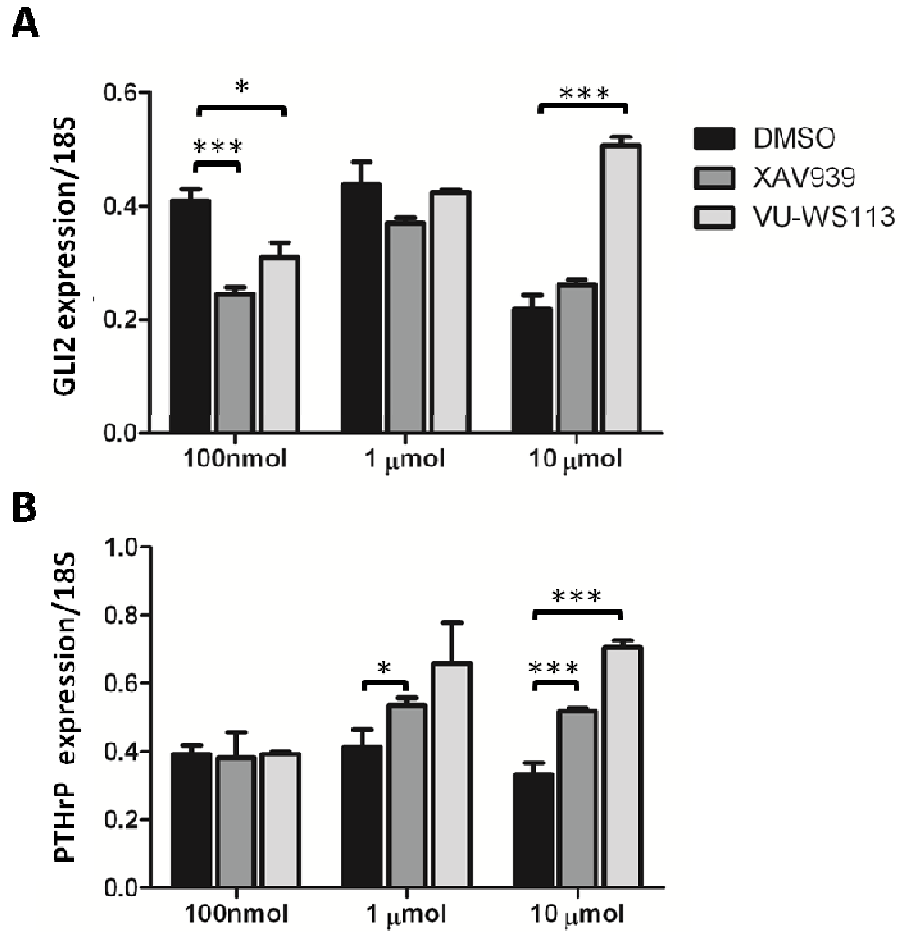 A
GLI2 expression/18S
0.6
0.4
0.2
0.0
*
***
***
100nmol
1 μmol
10 μmol
DMSO
XAV939
VU-WS113
B
PTHrP expression/18S
1.0
0.8
0.6
0.4
0.2
0.0
*
***
***
100nmol
1 μmol
10 μmol